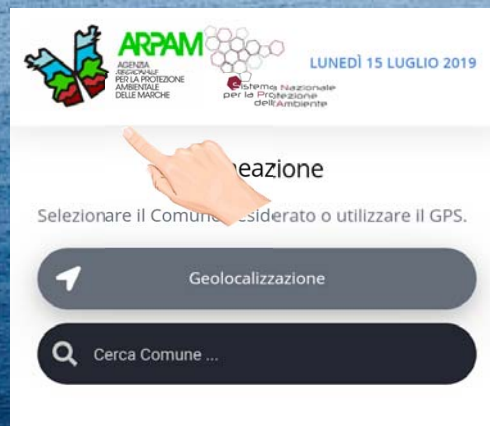 ARPAM
AGENZIA
REGIONALE
PER LA PROTEZIONE
AMBIENTALE
DELLE MARCHE
Sistema Nazionale
per la Protezione
dell'Ambiente
LUNEDÌ 15 LUGLIO 2019
eazione
Selezionare il Comune desiderato o utilizzare il GPS.
Geolocalizzazione
Cerca Comune ...